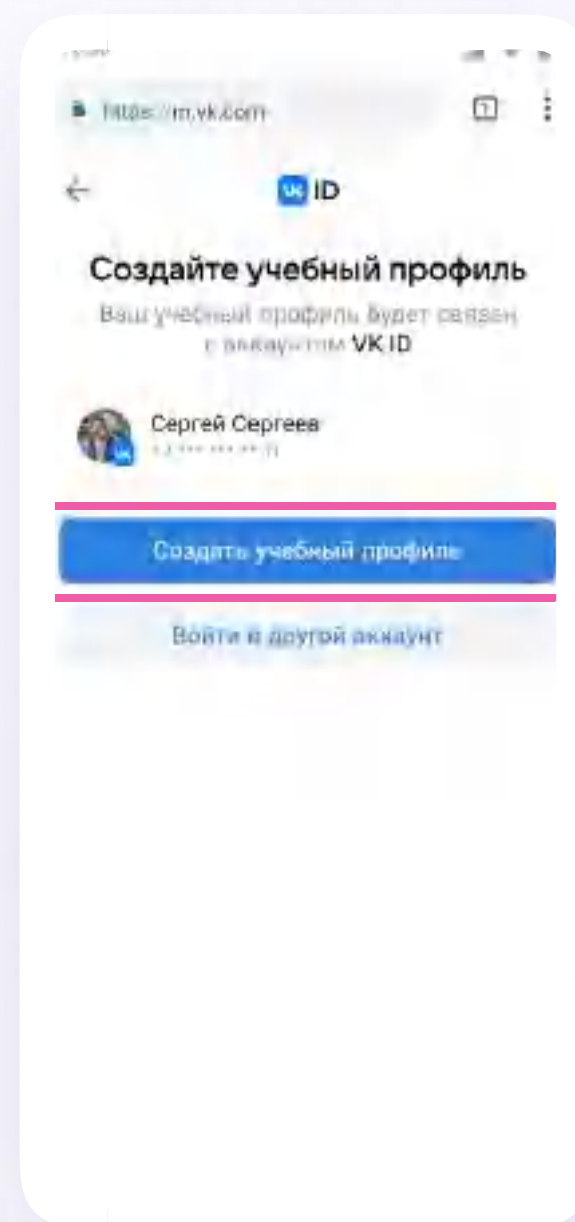 https://m.vk.com
VK ID
Создайте учебный профиль
Ваш учебный профиль будет связан
с аккаунтом VK ID
Сергей Сергеев
Создать учебный профиль
Войти в другой аккаунт